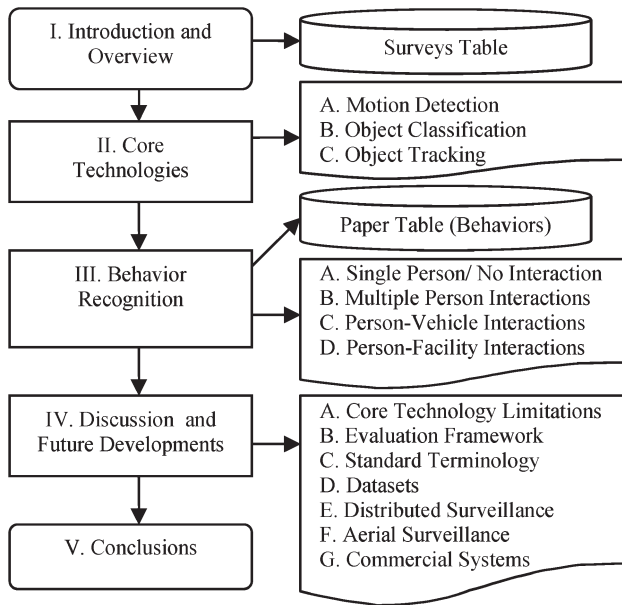 I. Introduction and
Overview
Surveys Table
II. Core
Technologies
A. Motion Detection
B. Object Classification
C. Object Tracking
Paper Table (Behaviors)
III. Behavior
Recognition
A. Single Person/ No Interaction
B. Multiple Person Interactions
C. Person-Vehicle Interactions
D. Person-Facility Interactions
IV. Discussion and
Future Developments
A. Core Technology Limitations
B. Evaluation Framework
C. Standard Terminology
D. Datasets
E. Distributed Surveillance
F. Aerial Surveillance
G. Commercial Systems
V. Conclusions